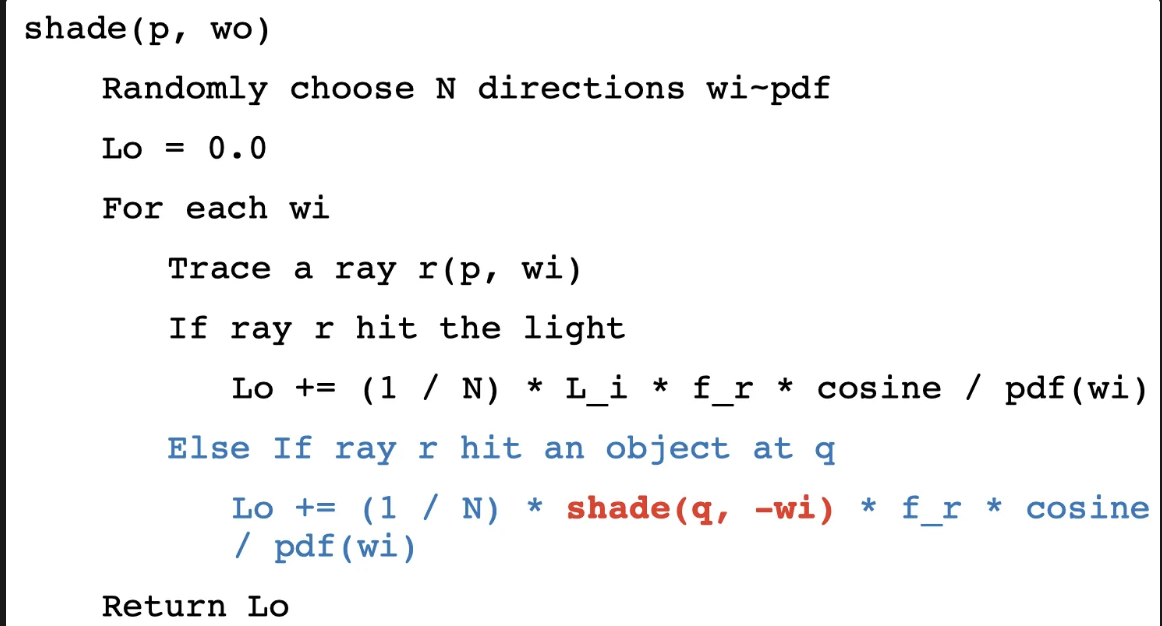 shade(p, wo)
Randomly choose N directions wi~pdf
Lo = 0.0
For each wi
Trace a ray r(p, wi)
If ray r hit the light
Lo += (1 / N) * L_i * f_r * cosine / pdf(wi)
Else If ray r hit an object at q
Lo += (1 / N) * shade(q, -wi) * f_r * cosine
/ pdf(wi)
Return Lo